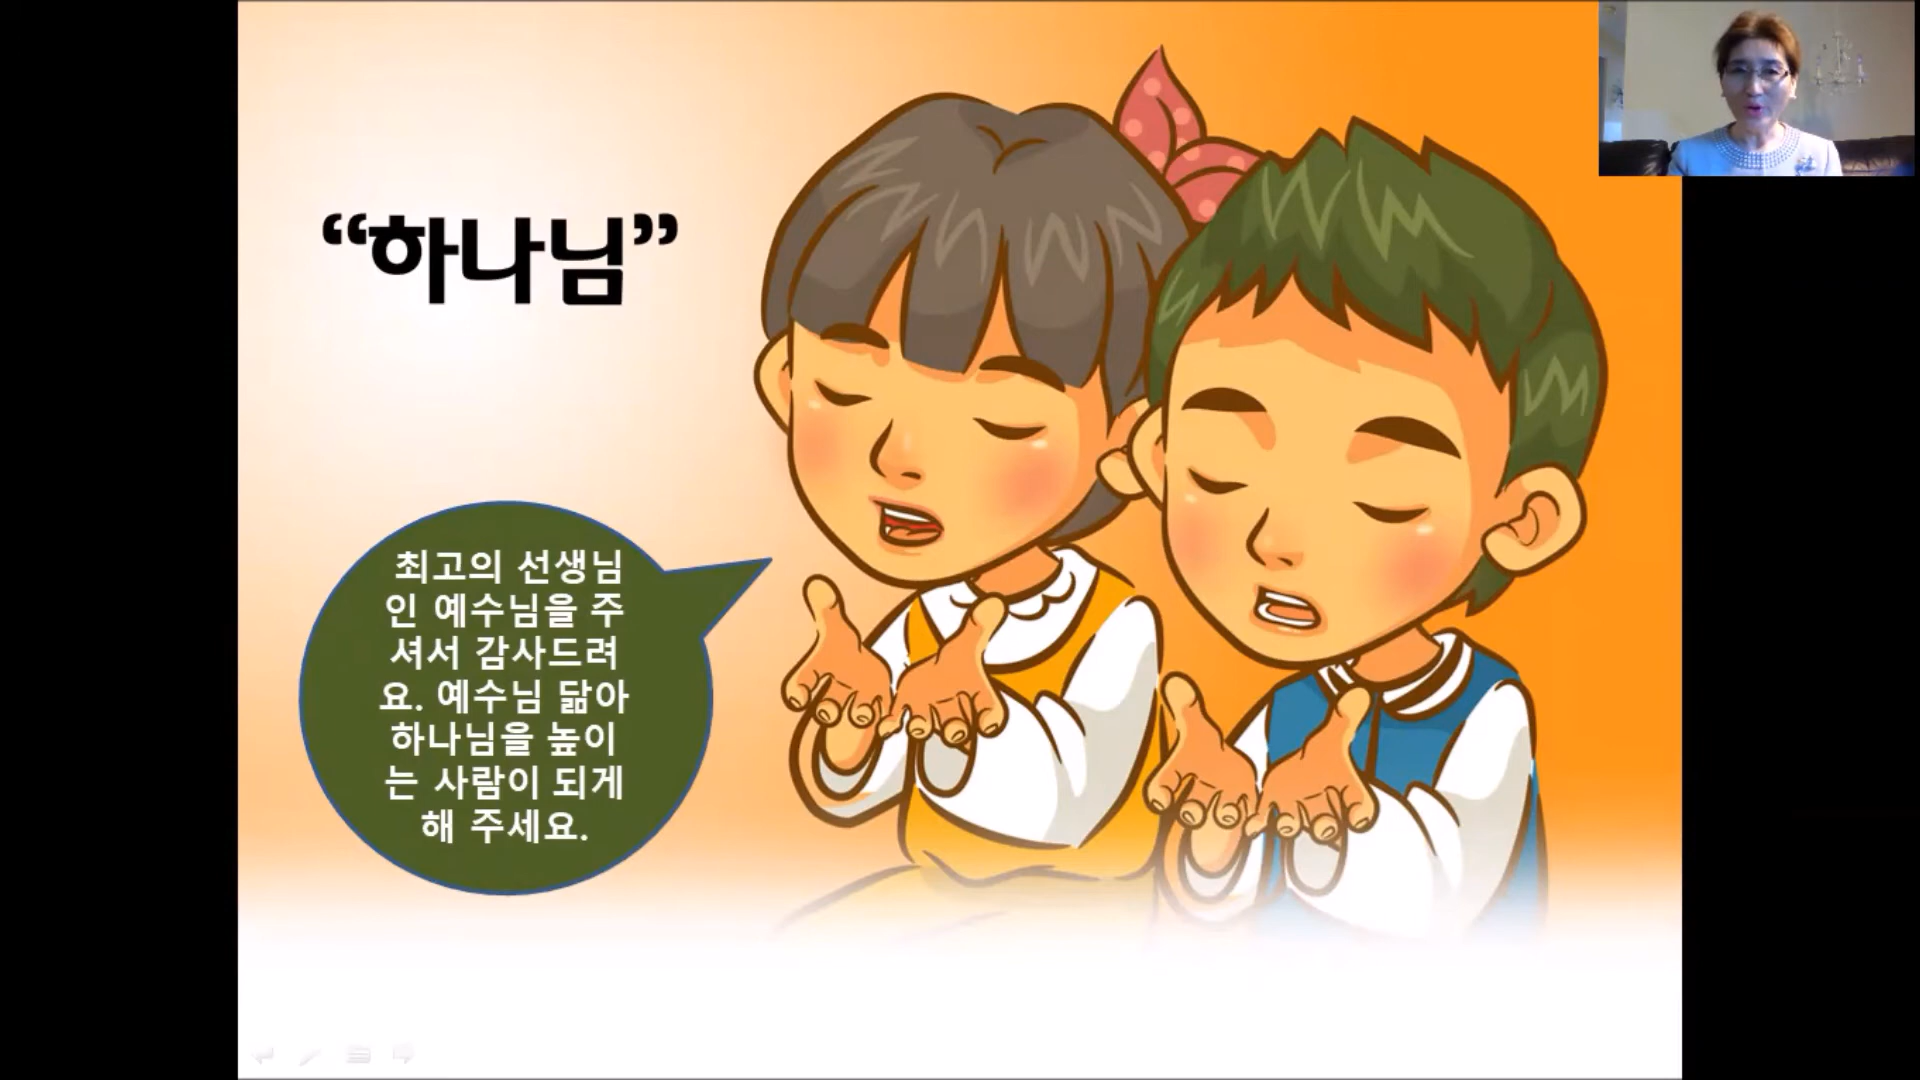 “하나님”
최고의 선생님
인 예수님을 주
셔서 감사드려
요. 예수님 닮아
하나님을 높이
는 사람이 되게
해 주세요.